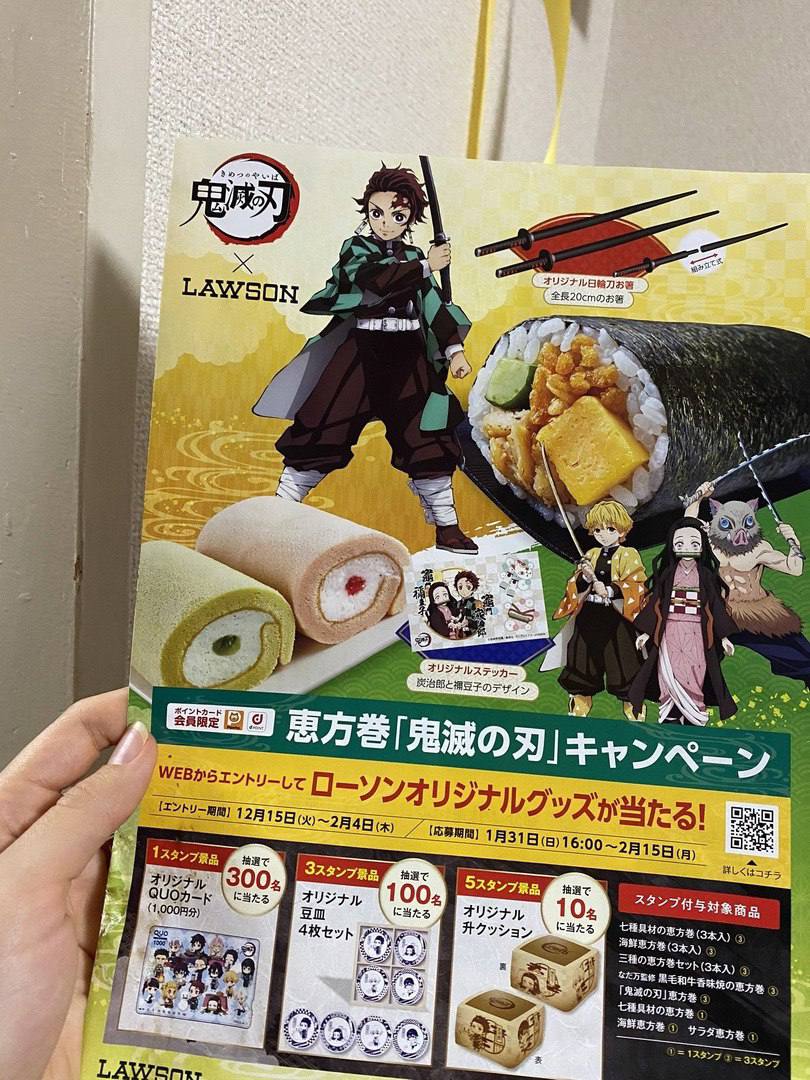 きめつのやいば
鬼滅の刃
×
LAWSON
組み立て式
オリジナル日輪刀お箸
全長20cmのお箸
竈門禰豆子
竈門炭治郎
オリジナルステッカー
炭治郎と禰豆子のデザイン
ポイントカード
会員限定
恵方巻「鬼滅の刃」キャンペーン
WEBからエントリーして ローソンオリジナルグッズが当たる!
【エントリー期間】12月15日(火)～2月4日(木) / 【応募期間】1月31日(日)16:00～2月15日(月)
詳しくはコチラ
1スタンプ景品
抽選で
300名
に当たる
オリジナル
QUOカード
(1,000円分)
QUO
1000
3スタンプ景品
抽選で
100名
に当たる
オリジナル
豆皿
4枚セット
5スタンプ景品
抽選で
10名
に当たる
オリジナル
升クッション
裏
表
スタンプ付与対象商品
七種具材の恵方巻(3本入) ③
海鮮恵方巻(3本入) ③
三種の恵方巻セット(3本入) ③
なだ万監修 黒毛和牛香味焼の恵方巻 ③
「鬼滅の刃」恵方巻 ③
七種具材の恵方巻 ①
海鮮恵方巻 ① サラダ恵方巻 ①
①=1スタンプ ③=3スタンプ
LAWSON